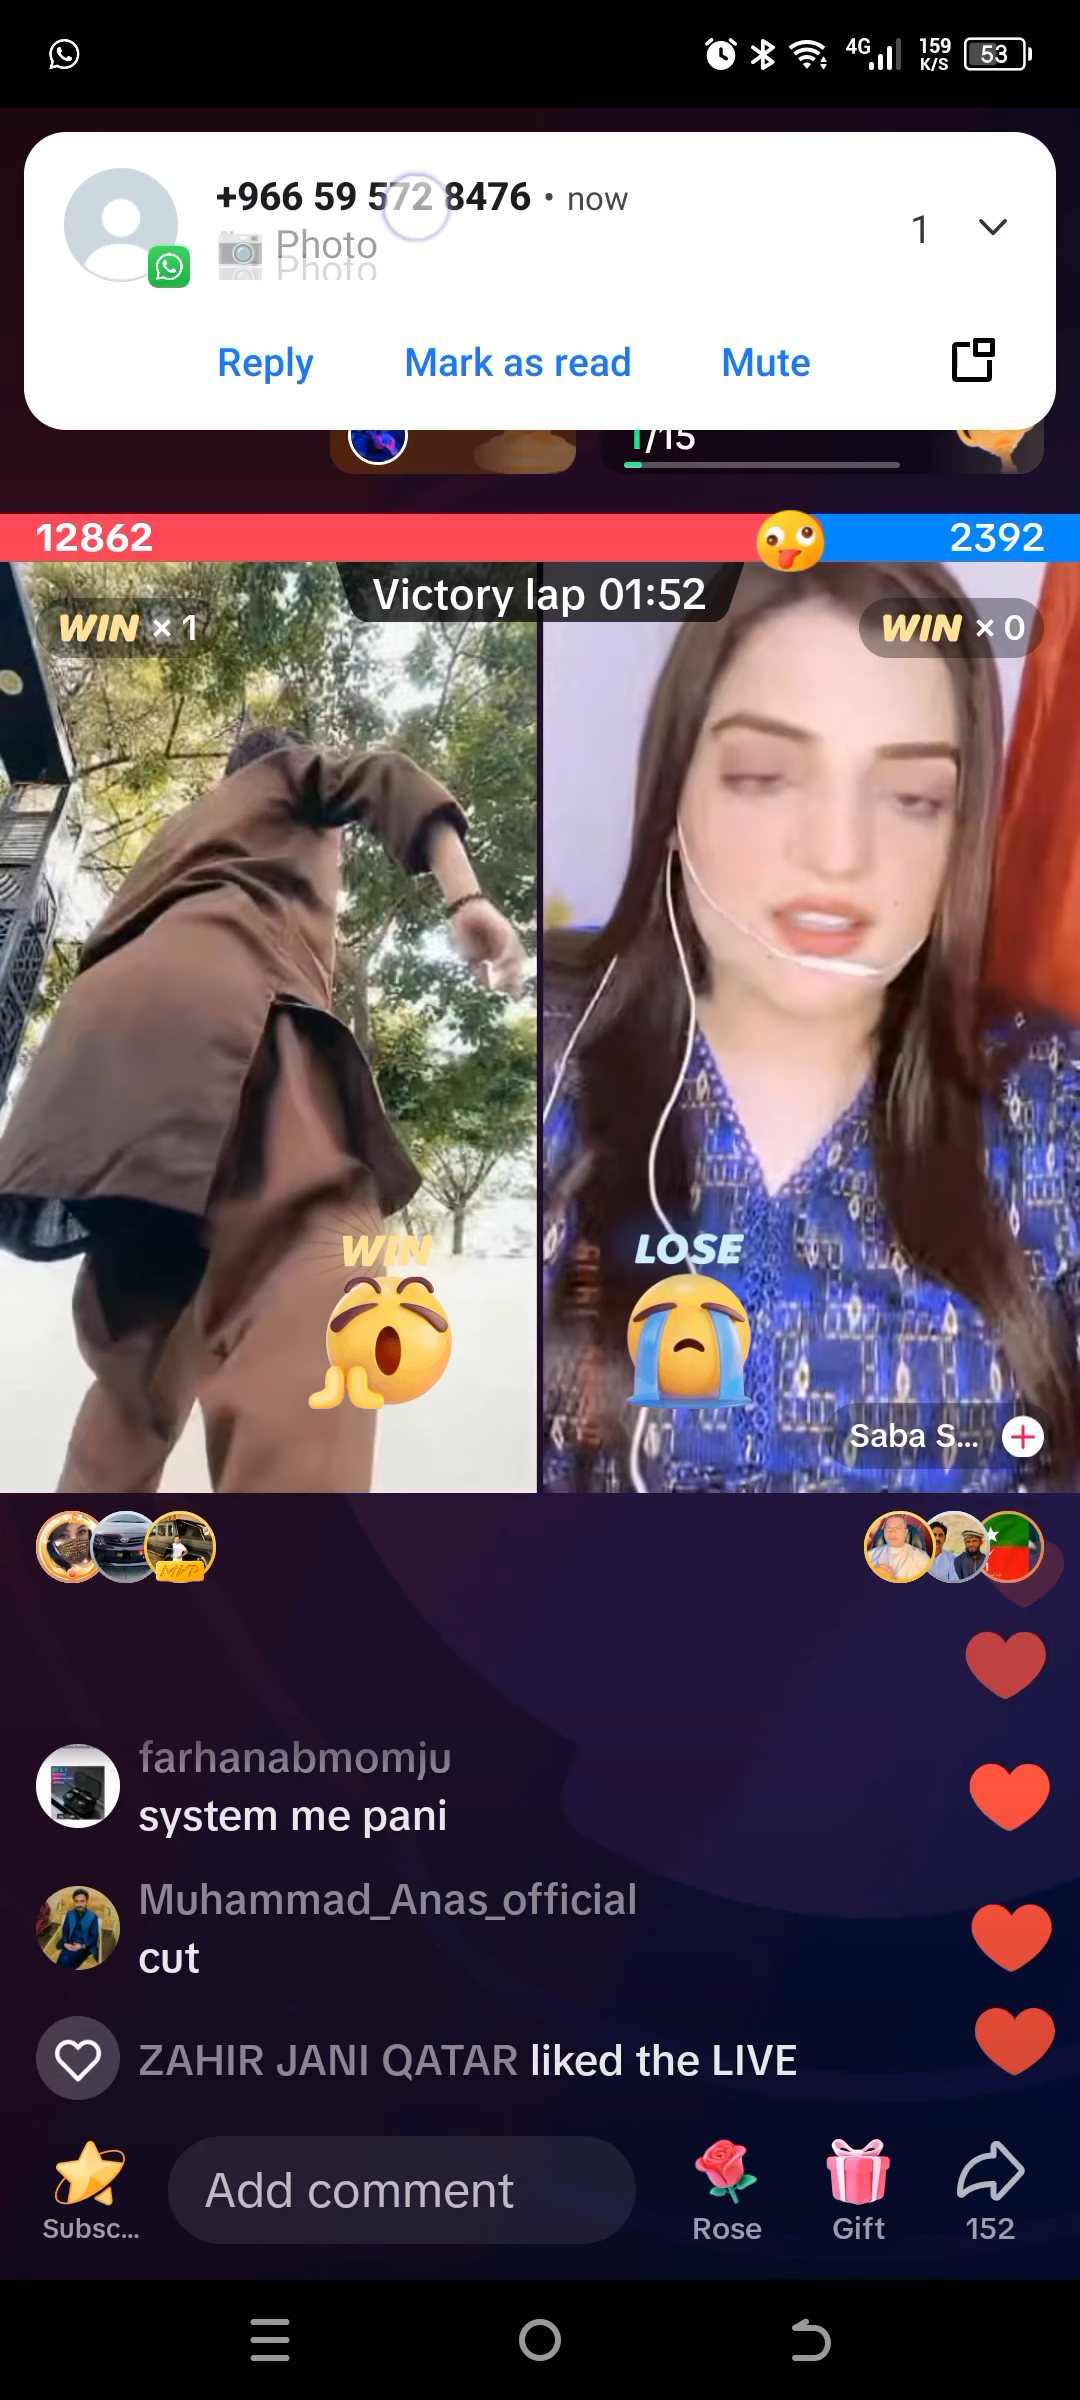 4G
159
K/S
53
+966 59 572 8476 • now
1
Photo
Photo
Reply
Mark as read
Mute
1/15
12862
2392
Victory lap 01:52
WIN × 1
WIN × 0
WIN
LOSE
Saba S...
MVP
farhanabmomju
system me pani
Muhammad_Anas_official
cut
ZAHIR JANI QATAR liked the LIVE
Subsc...
Add comment
Rose
Gift
152